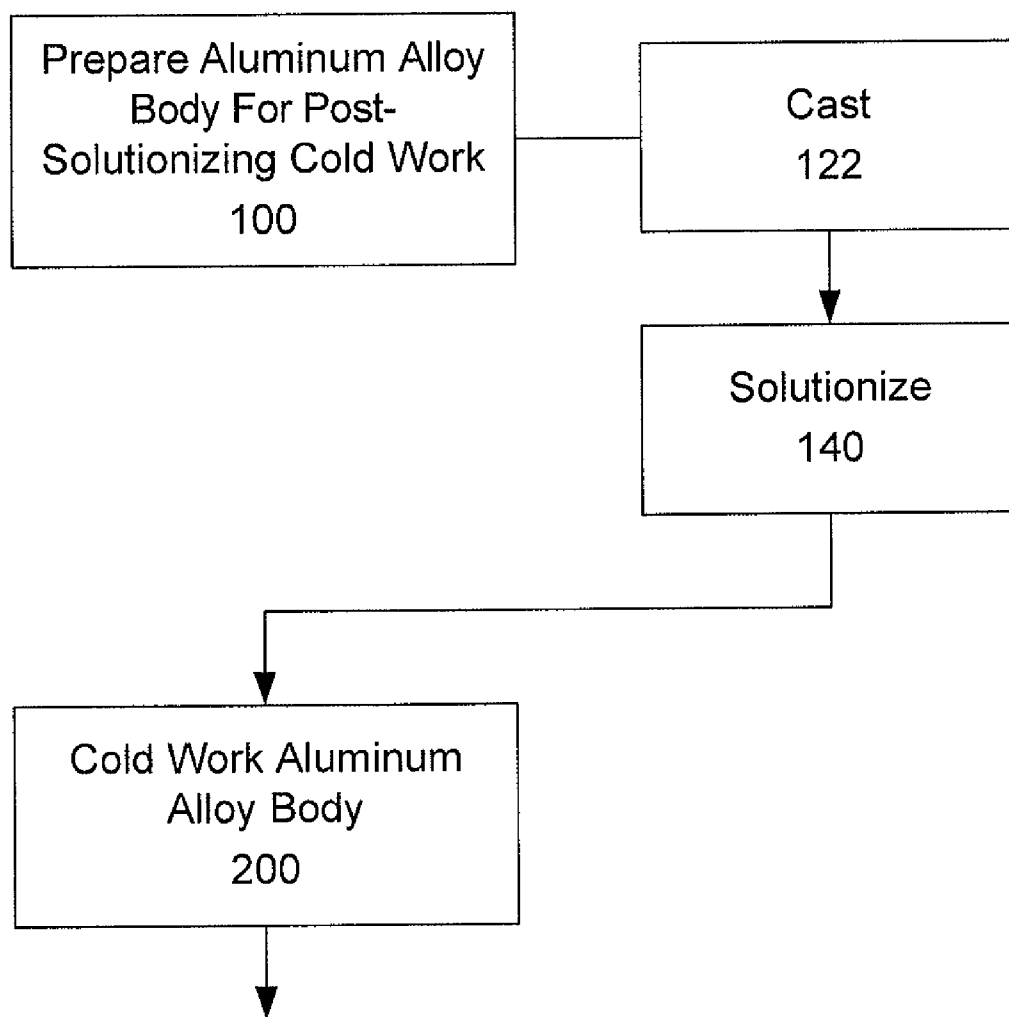 Prepare Aluminum Alloy
Body For Post-
Solutionizing Cold Work
100
Cast
122
Solutionize
140
Cold Work Aluminum
Alloy Body
200